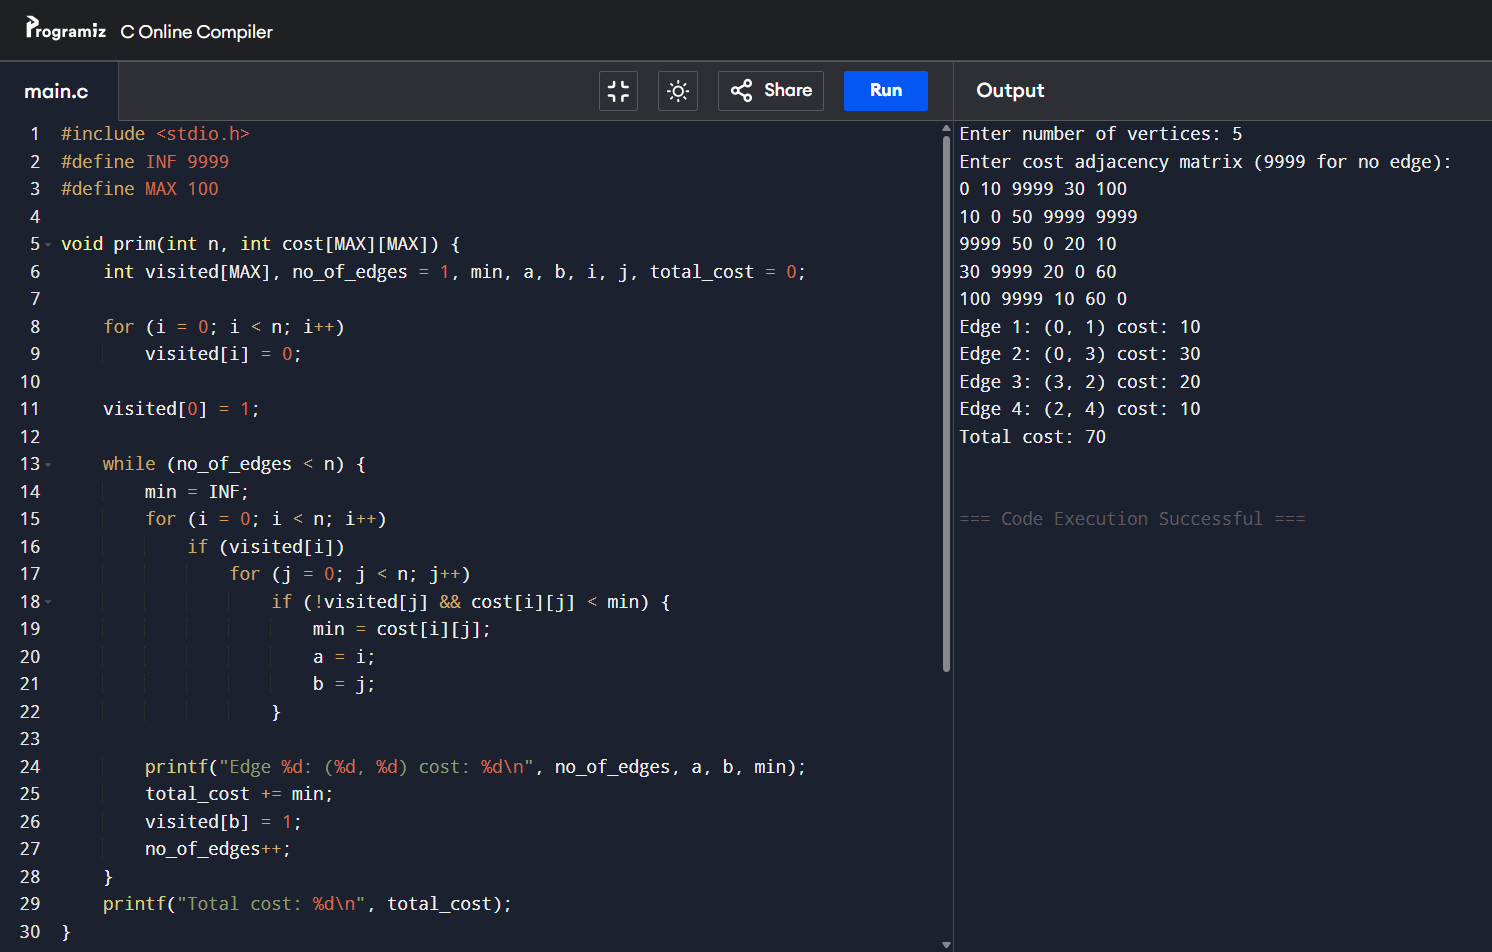 Programiz C Online Compiler
main.c
Share
Run
Output
1 #include <stdio.h>
2 #define INF 9999
3 #define MAX 100
4
5 void prim(int n, int cost[MAX][MAX]) {
6     int visited[MAX], no_of_edges = 1, min, a, b, i, j, total_cost = 0;
7
8     for (i = 0; i < n; i++)
9         visited[i] = 0;
10
11     visited[0] = 1;
12
13     while (no_of_edges < n) {
14         min = INF;
15         for (i = 0; i < n; i++)
16             if (visited[i])
17                 for (j = 0; j < n; j++)
18                     if (!visited[j] && cost[i][j] < min) {
19                         min = cost[i][j];
20                         a = i;
21                         b = j;
22                     }
23
24         printf("Edge %d: (%d, %d) cost: %d\n", no_of_edges, a, b, min);
25         total_cost += min;
26         visited[b] = 1;
27         no_of_edges++;
28     }
29     printf("Total cost: %d\n", total_cost);
30 }
Enter number of vertices: 5
Enter cost adjacency matrix (9999 for no edge):
0 10 9999 30 100
10 0 50 9999 9999
9999 50 0 20 10
30 9999 20 0 60
100 9999 10 60 0
Edge 1: (0, 1) cost: 10
Edge 2: (0, 3) cost: 30
Edge 3: (3, 2) cost: 20
Edge 4: (2, 4) cost: 10
Total cost: 70
=== Code Execution Successful ===